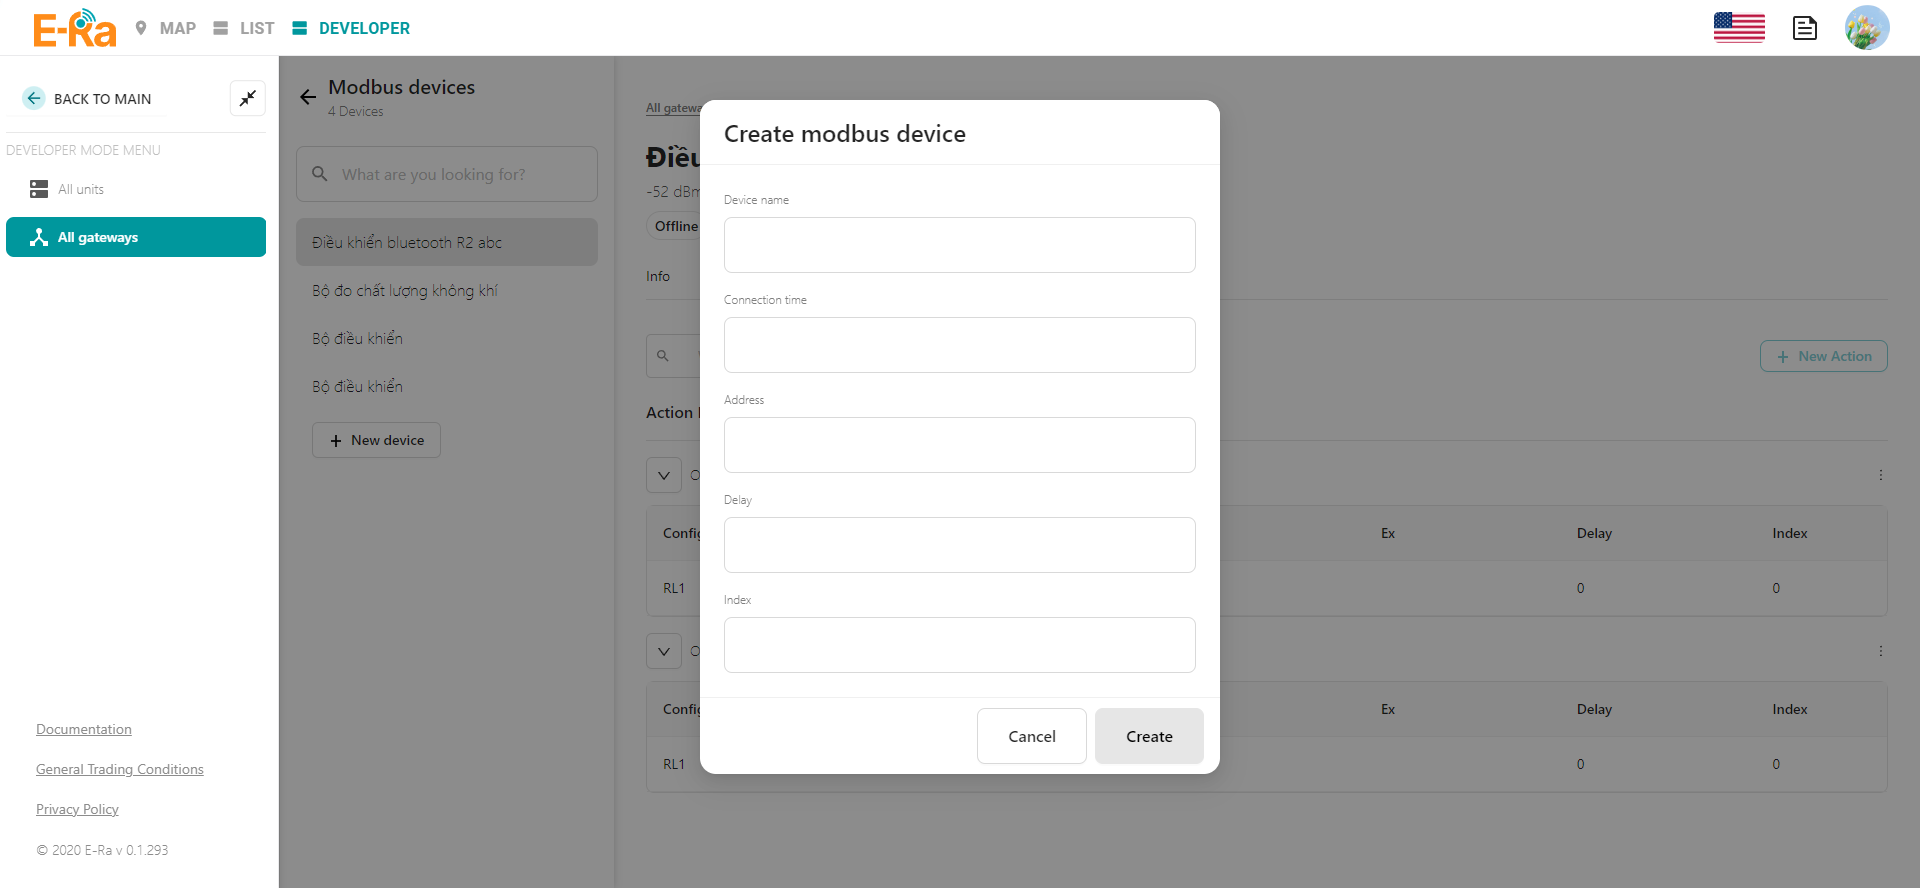 E-Ra
MAP
LIST
DEVELOPER
BACK TO MAIN
DEVELOPER MODE MENU
All units
All gateways
Documentation
General Trading Conditions
Privacy Policy
© 2020 E-Ra v 0.1.293
Modbus devices
4 Devices
What are you looking for?
Điều khiển bluetooth R2 abc
Bộ đo chất lượng không khí
Bộ điều khiển
Bộ điều khiển
New device
All
-52 dBm
Offline
Info
New Action
Action
Ex Delay Index
RL1 0 0
Ex Delay Index
RL1 0 0
Create modbus device
Device name
Connection time
Address
Delay
Index
Cancel
Create